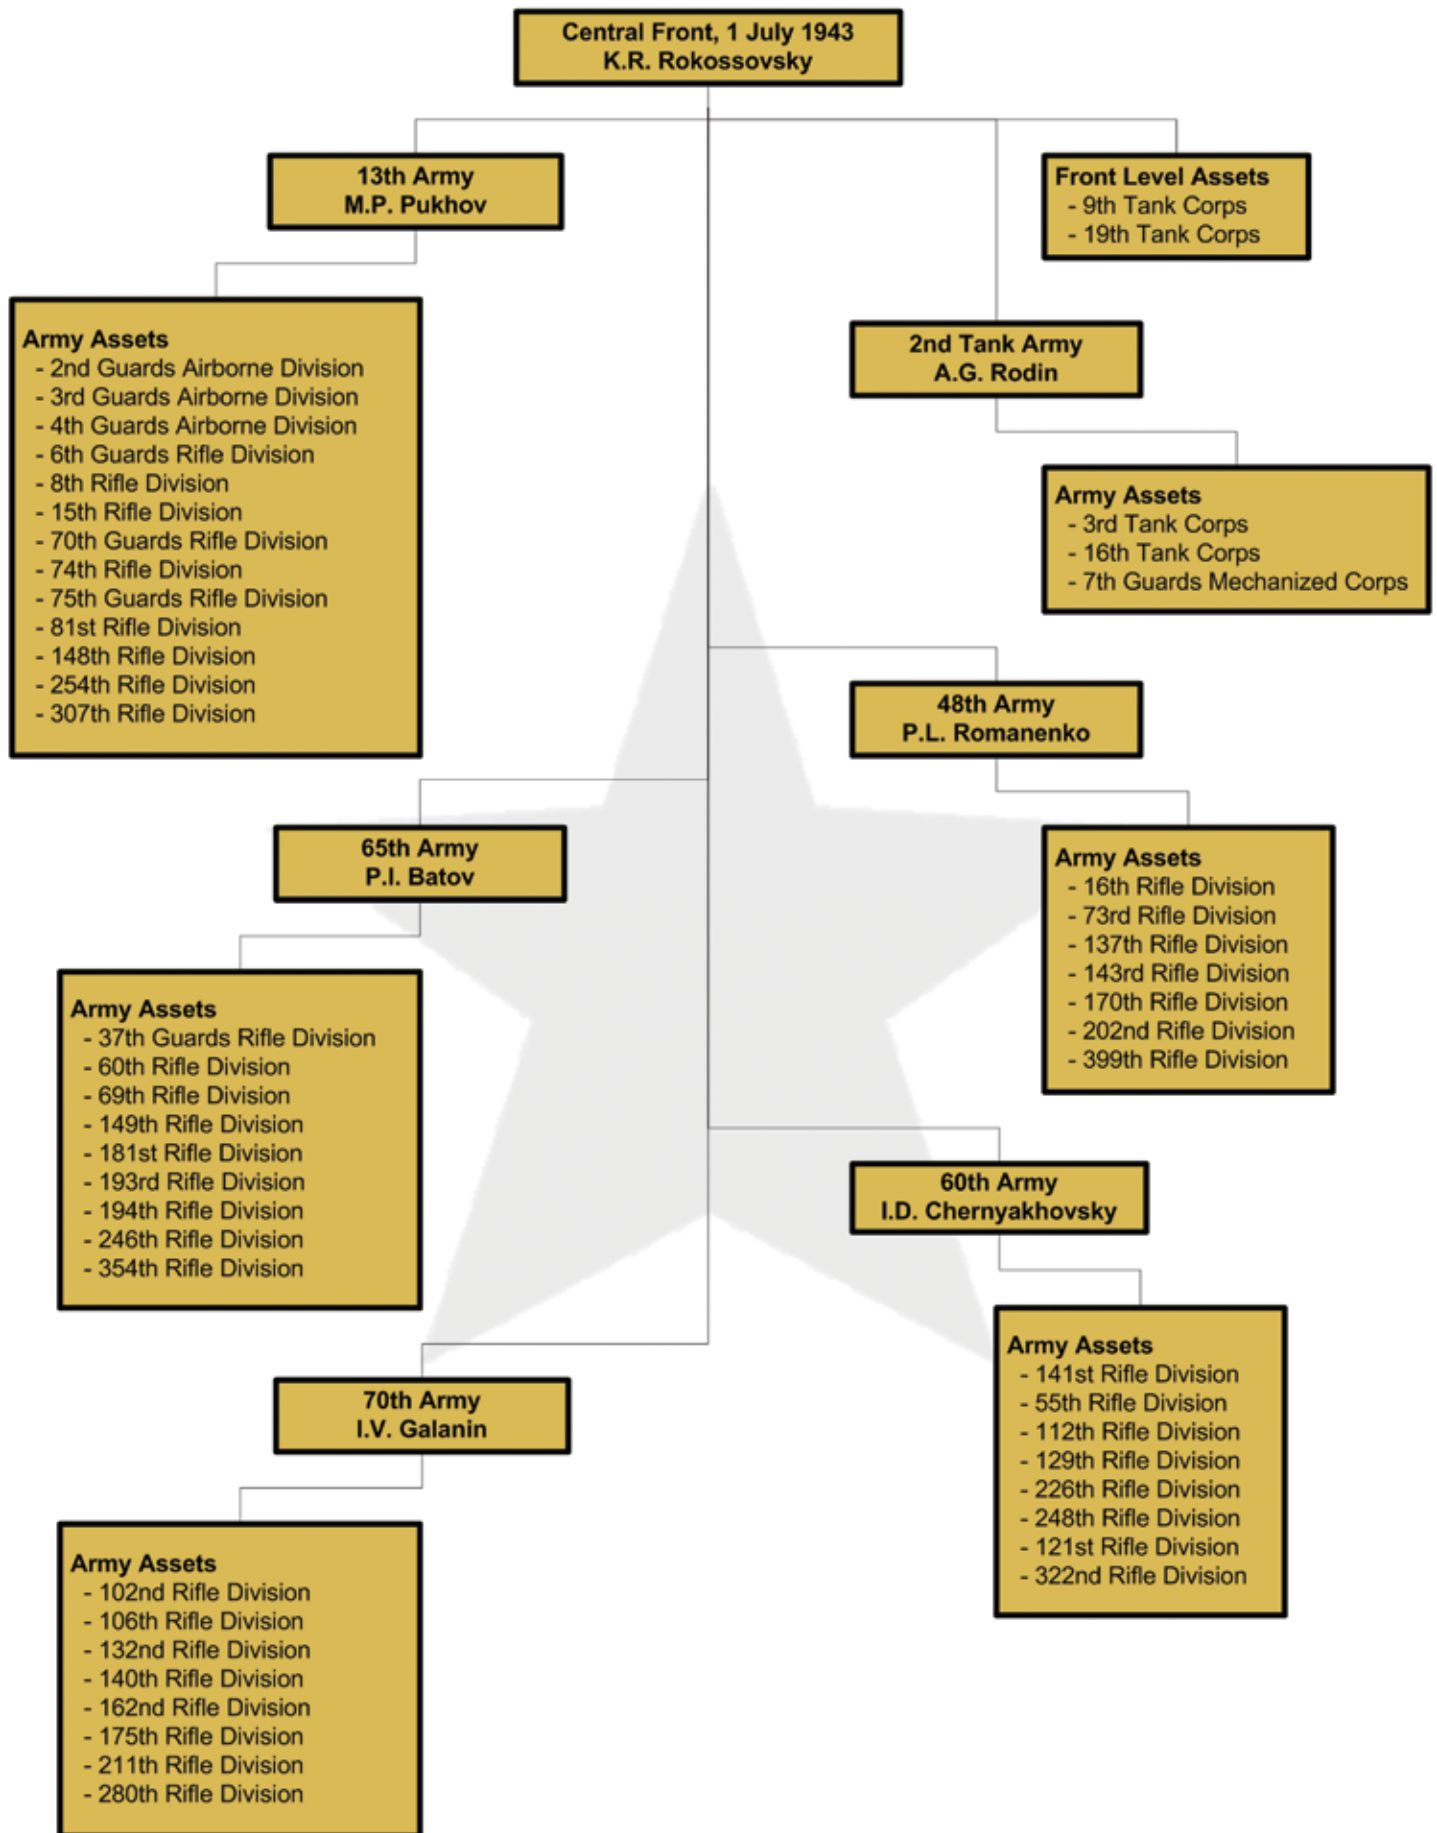 Central Front, 1 July 1943
K.R. Rokossovsky
13th Army
M.P. Pukhov
Army Assets
- 2nd Guards Airborne Division
- 3rd Guards Airborne Division
- 4th Guards Airborne Division
- 6th Guards Rifle Division
- 8th Rifle Division
- 15th Rifle Division
- 70th Guards Rifle Division
- 74th Rifle Division
- 75th Guards Rifle Division
- 81st Rifle Division
- 148th Rifle Division
- 254th Rifle Division
- 307th Rifle Division
Front Level Assets
- 9th Tank Corps
- 19th Tank Corps
2nd Tank Army
A.G. Rodin
Army Assets
- 3rd Tank Corps
- 16th Tank Corps
- 7th Guards Mechanized Corps
48th Army
P.L. Romanenko
Army Assets
- 16th Rifle Division
- 73rd Rifle Division
- 137th Rifle Division
- 143rd Rifle Division
- 170th Rifle Division
- 202nd Rifle Division
- 399th Rifle Division
65th Army
P.I. Batov
Army Assets
- 37th Guards Rifle Division
- 60th Rifle Division
- 69th Rifle Division
- 149th Rifle Division
- 181st Rifle Division
- 193rd Rifle Division
- 194th Rifle Division
- 246th Rifle Division
- 354th Rifle Division
60th Army
I.D. Chernyakhovsky
Army Assets
- 141st Rifle Division
- 55th Rifle Division
- 112th Rifle Division
- 129th Rifle Division
- 226th Rifle Division
- 248th Rifle Division
- 121st Rifle Division
- 322nd Rifle Division
70th Army
I.V. Galanin
Army Assets
- 102nd Rifle Division
- 106th Rifle Division
- 132nd Rifle Division
- 140th Rifle Division
- 162nd Rifle Division
- 175th Rifle Division
- 211th Rifle Division
- 280th Rifle Division